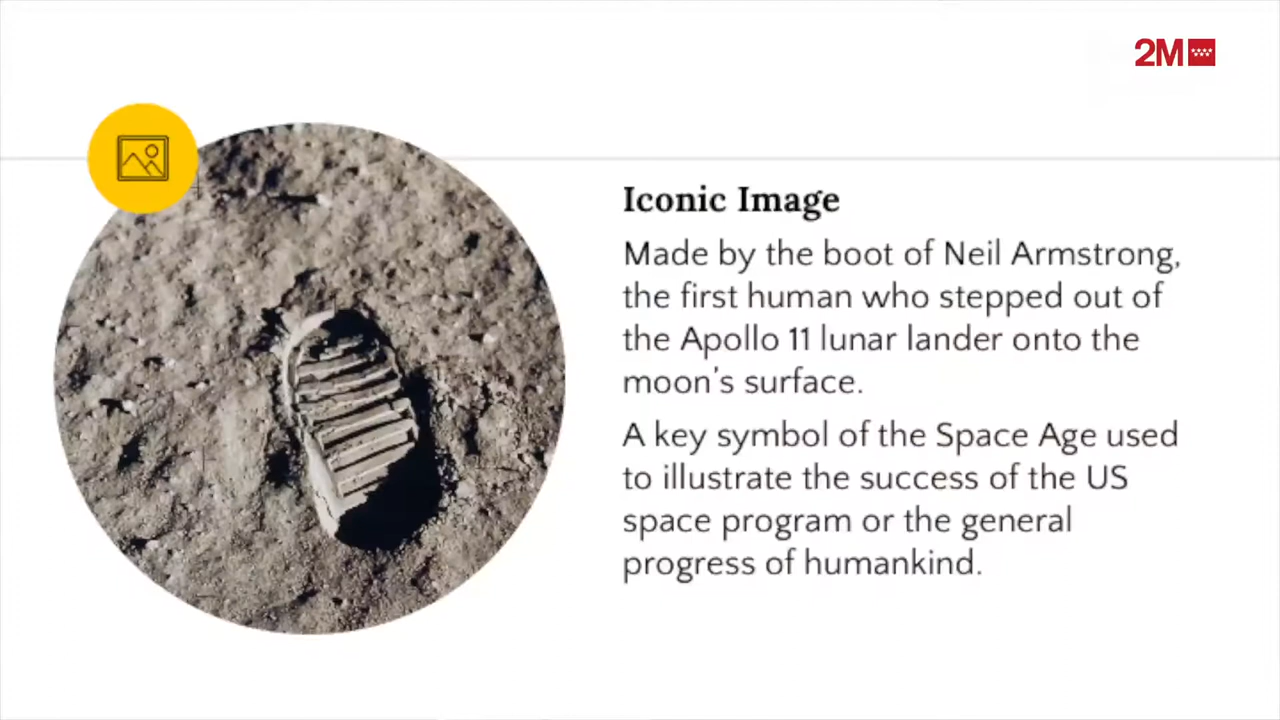 2M
Iconic Image
Made by the boot of Neil Armstrong,
the first human who stepped out of
the Apollo 11 lunar lander onto the
moon's surface.
A key symbol of the Space Age used
to illustrate the success of the US
space program or the general
progress of humankind.